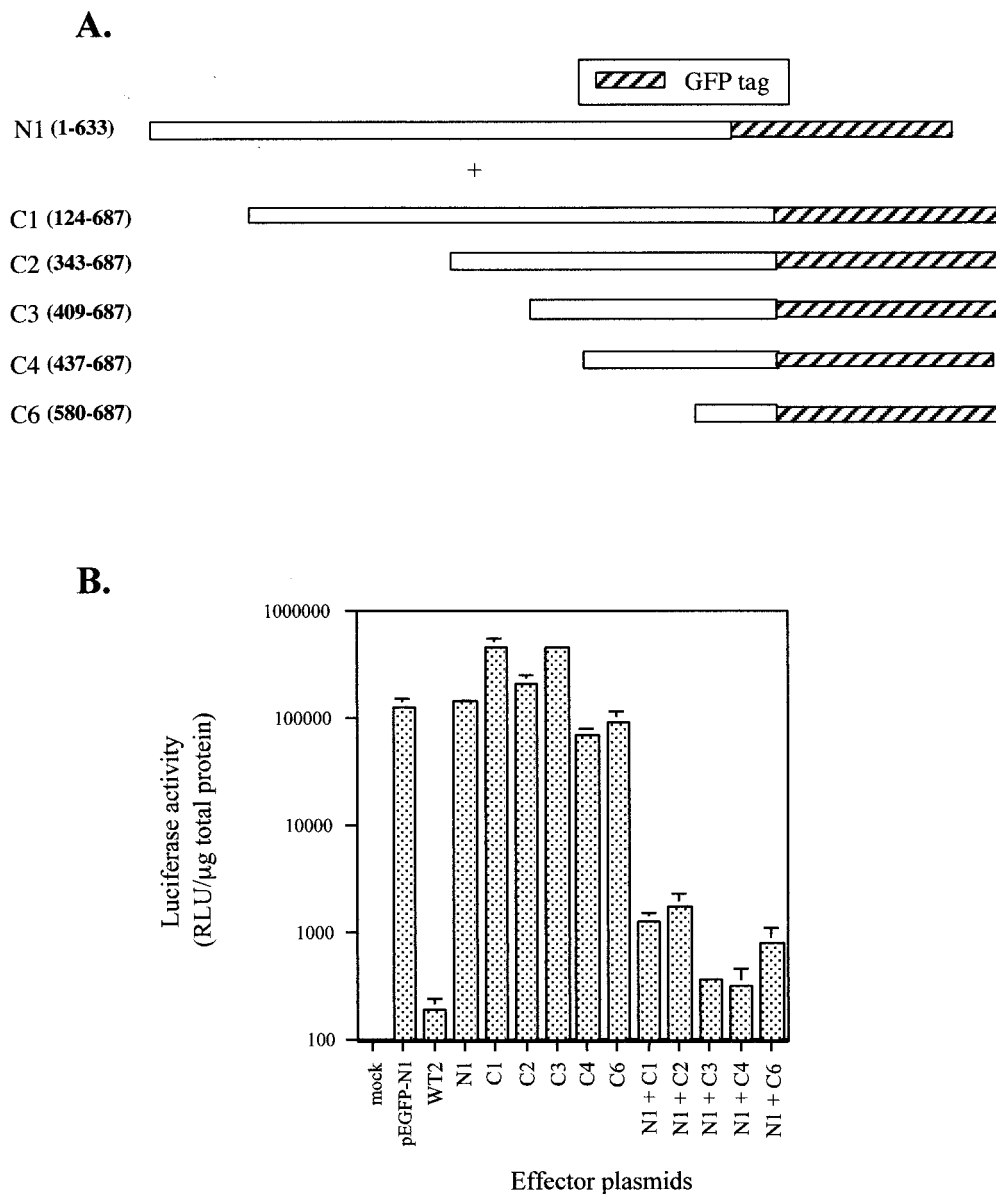 A.
GFP tag
N1 (1-633)
+
C1 (124-687)
C2 (343-687)
C3 (409-687)
C4 (437-687)
C6 (580-687)
B.
Luciferase activity
(RLU/µg total protein)
1000000
100000
10000
1000
100
mock
pEGFP-N1
WT2
N1
C1
C2
C3
C4
C6
N1 + C1
N1 + C2
N1 + C3
N1 + C4
N1 + C6
Effector plasmids